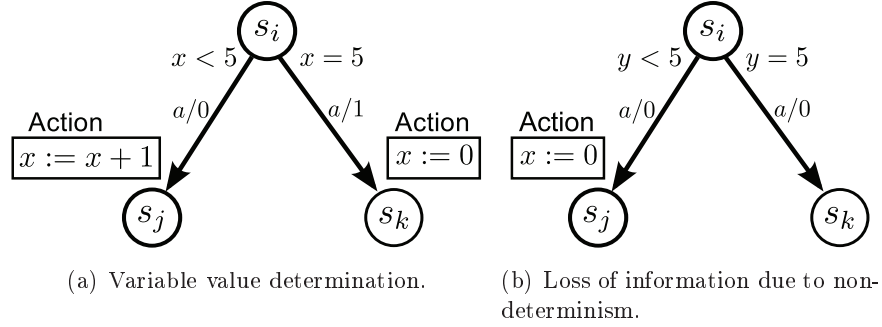 s_i
x < 5
x = 5
a/0
a/1
Action
x := x + 1
Action
x := 0
s_j
s_k
(a) Variable value determination.
s_i
y < 5
y = 5
a/0
a/0
Action
x := 0
s_j
s_k
(b) Loss of information due to non-
determinism.